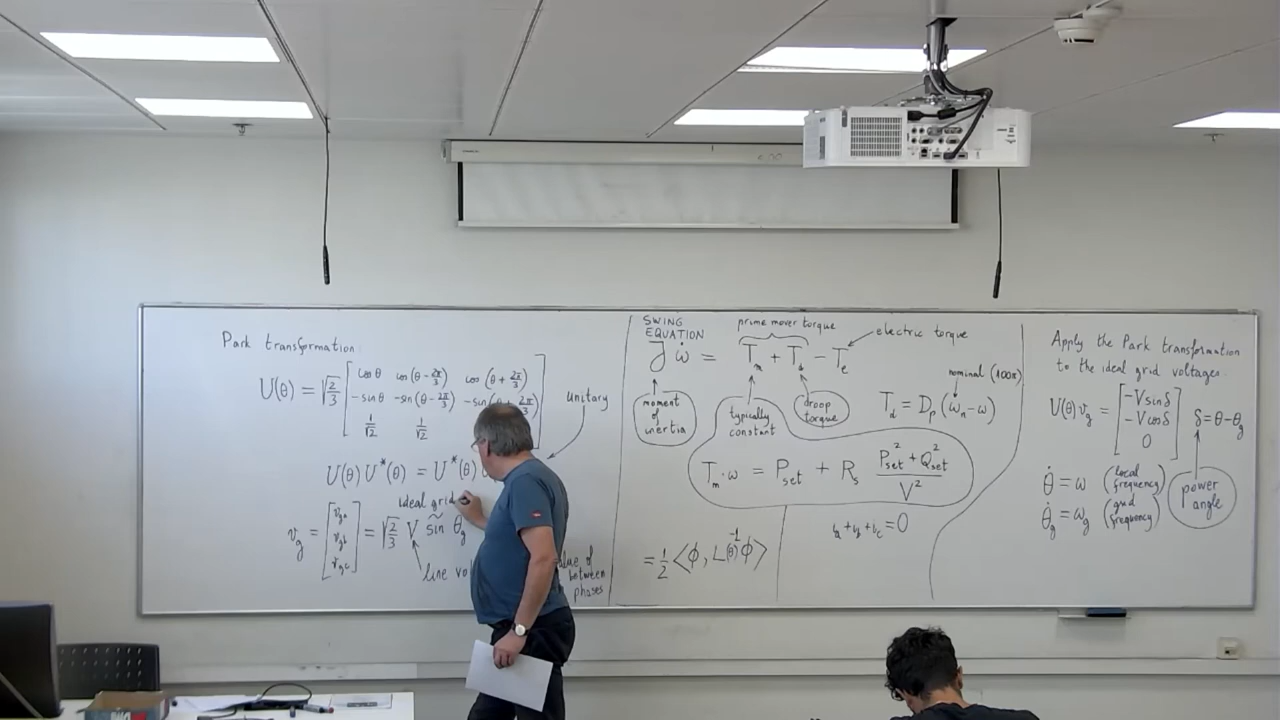 Park transformation
U(θ) = √2/3 [cos θ cos(θ-2π/3) cos(θ+2π/3)
-sin θ -sin(θ-2π/3) -sin(θ+2π/3)
1/√2 1/√2
unitary
U(θ) U*(θ) = U*(θ)
ideal grid
v_g = [v_ga v_gb v_gc] = √2/3 V sin~ θ_g
line
value of
between
phases
SWING
EQUATION
prime mover torque
electric torque
J ω̇ = T_m + T_d - T_e
moment
of
inertia
typically
constant
droop
torque
nominal (100π)
T_d = D_p(ω_n-ω)
T_m·ω = P_set + R_s (P_set² + Q_set²)/V²
i_a+i_b+i_c=0
= ½ <ϕ, L(θ)⁻¹ϕ>
Apply the Park transformation
to the ideal grid voltages.
U(θ)v_g = [-V sin δ
-V cos δ
0]
δ=θ-θ_g
θ̇ = ω (local frequency)
θ̇_g = ω_g (grid frequency)
power
angle